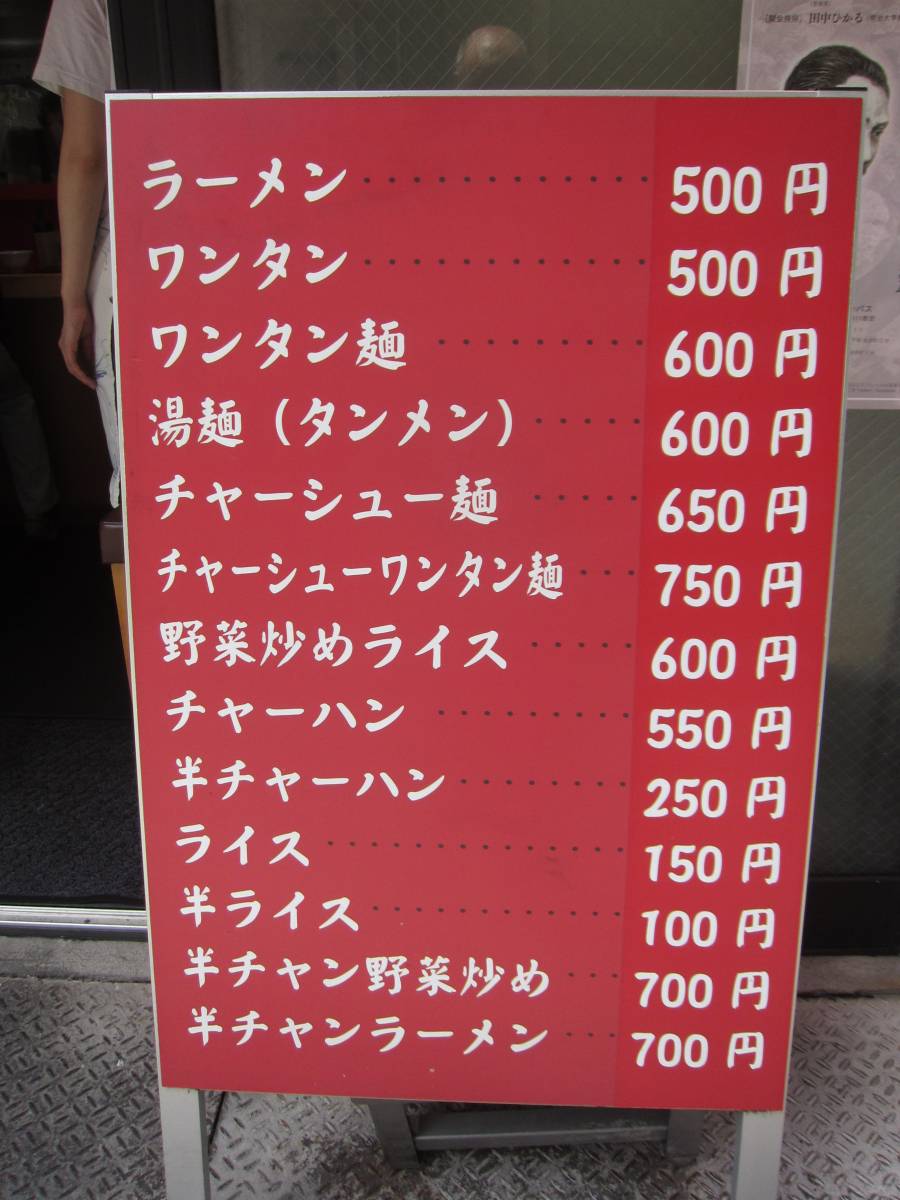 田中ひかる
ラーメン・・・・・・・・・・・・・ 500 円
ワンタン・・・・・・・・・・・・・ 500 円
ワンタン麺・・・・・・・・・・ 600 円
湯麺(タンメン)・・・・・ 600 円
チャーシュー麺・・・・・ 650 円
チャーシューワンタン麺・・・ 750 円
野菜炒めライス・・・・・ 600 円
チャーハン・・・・・・・・・ 550 円
半チャーハン・・・・・・・・ 250 円
ライス・・・・・・・・・・・・・ 150 円
半ライス・・・・・・・・・・・ 100 円
半チャン野菜炒め・・・ 700 円
半チャンラーメン・・・ 700 円